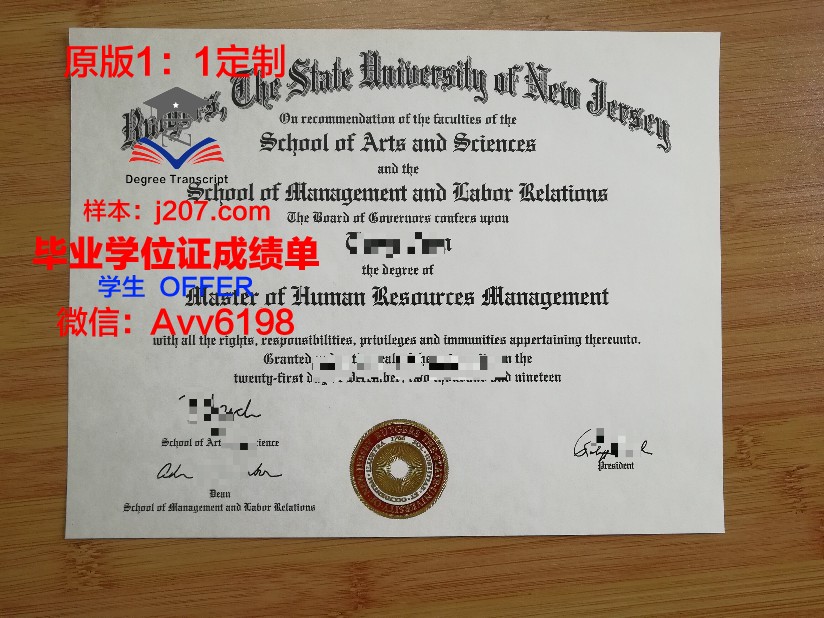 原版1：1定制
Rutgers, The State University of New Jersey
On recommendation of the faculties of the
School of Arts and Sciences
and the
Degree Transcript
School of Management and Labor Relations
样本：j207.com
The Board of Governors confers upon
毕业学位证成绩单
the degree of
学生 OFFER
Master of Human Resources Management
微信：Avv6198
with all the rights, responsibilities, privileges and immunities appertaining thereunto.
Granted the
twenty-first nineteen
School of
President
Dean
School of Management and Labor Relations
1766